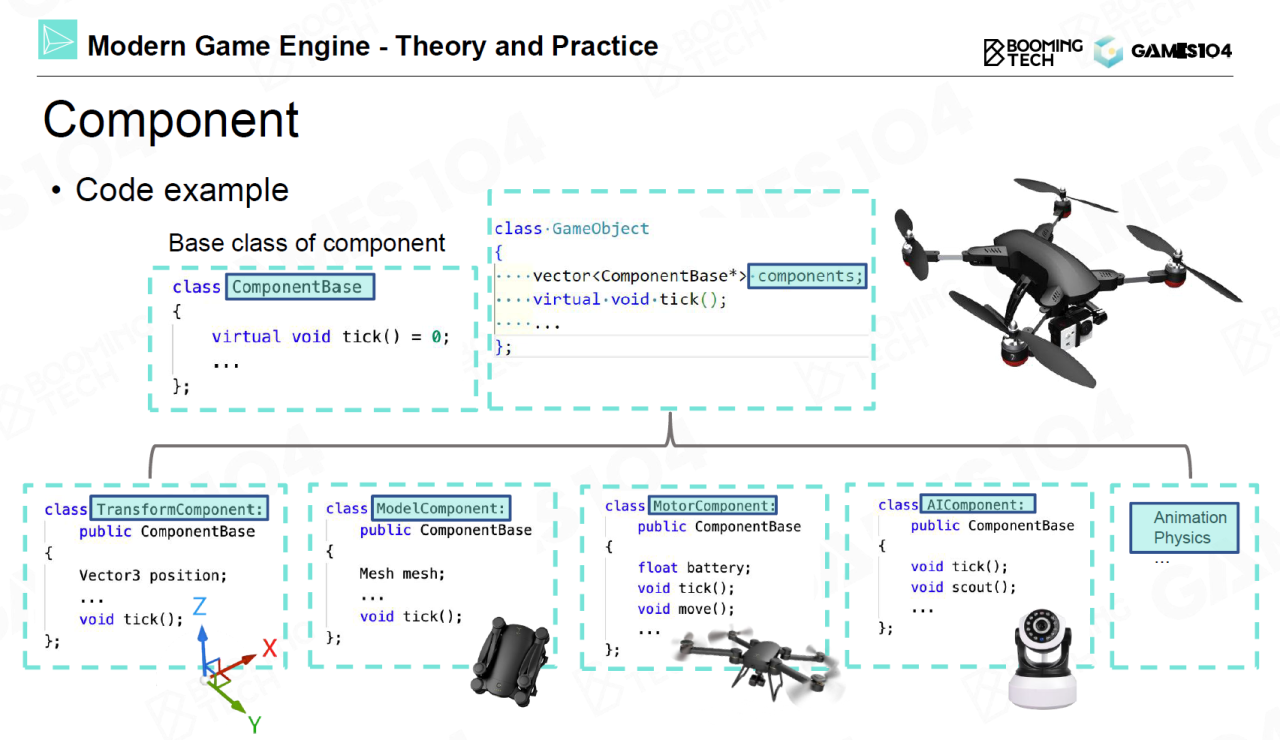 Modern Game Engine - Theory and Practice
BOOMING
TECH
GAMES104
Component
• Code example
Base class of component
class ComponentBase
{
virtual void tick() = 0;
...
};
class GameObject
{
vector<ComponentBase*> components;
virtual void tick();
...
};
class TransformComponent:
public ComponentBase
{
Vector3 position;
...
void tick();
};
Z
X
Y
class ModelComponent:
public ComponentBase
{
Mesh mesh;
...
void tick();
};
class MotorComponent:
public ComponentBase
{
float battery;
void tick();
void move();
...
};
class AIComponent:
public ComponentBase
{
void tick();
void scout();
...
};
Animation
Physics
...